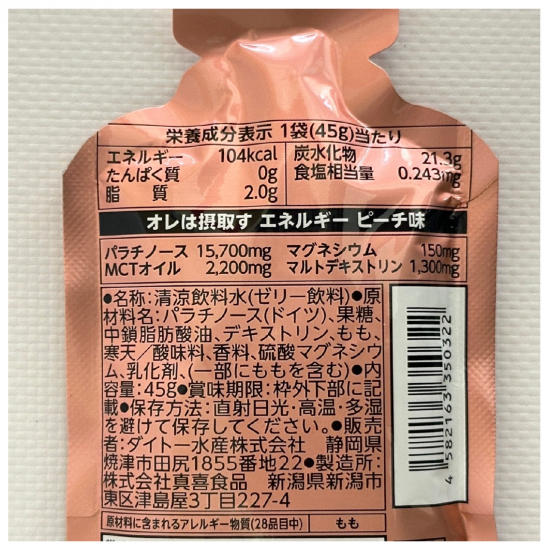 栄養成分表示 1袋(45g)当たり
エネルギー 104kcal 炭水化物 21.3g
たんぱく質 0g 食塩相当量 0.243mg
脂質 2.0g
オレは摂取す エネルギー ピーチ味
パラチノース 15,700mg マグネシウム 150mg
MCTオイル 2,200mg マルトデキストリン 1,300mg
●名称:清涼飲料水(ゼリー飲料)●原
材料名:パラチノース(ドイツ)、果糖、
中鎖脂肪酸油、デキストリン、もも、
寒天/酸味料、香料、硫酸マグネシウ
ム、乳化剤、(一部にももを含む)●内
容量:45g●賞味期限:枠外下部に記
載●保存方法:直射日光・高温・多湿
を避けて保存してください。●販売
者:ダイトー水産株式会社 静岡県
焼津市田尻1855番地22●製造所:
株式会社真喜食品 新潟県新潟市
東区津島屋3丁目227-4
原材料に含まれるアレルギー物質(28品目中) もも
4 582163 350322